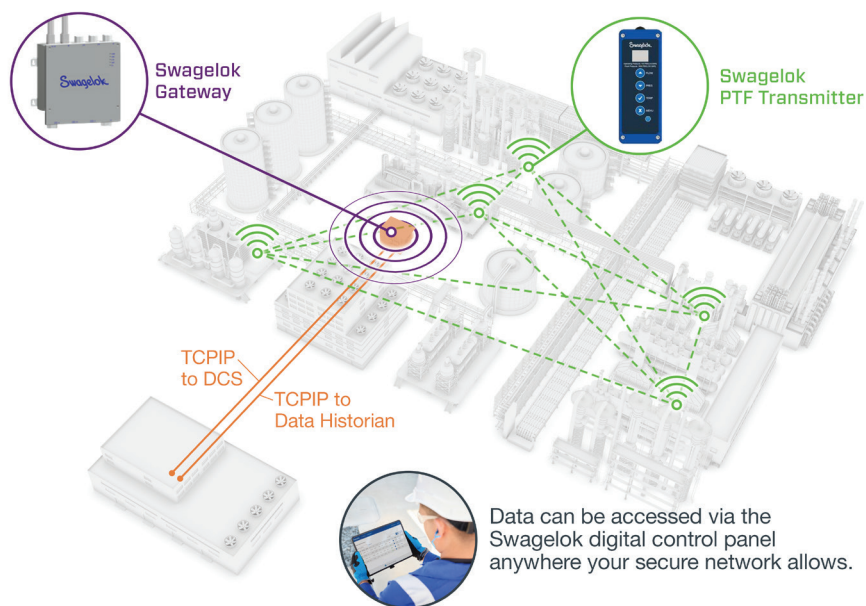 Swagelok
Swagelok
Gateway
Swagelok
Swagelok
PTF Transmitter
TCPIP
to DCS
TCPIP to
Data Historian
Data can be accessed via the
Swagelok digital control panel
anywhere your secure network allows.